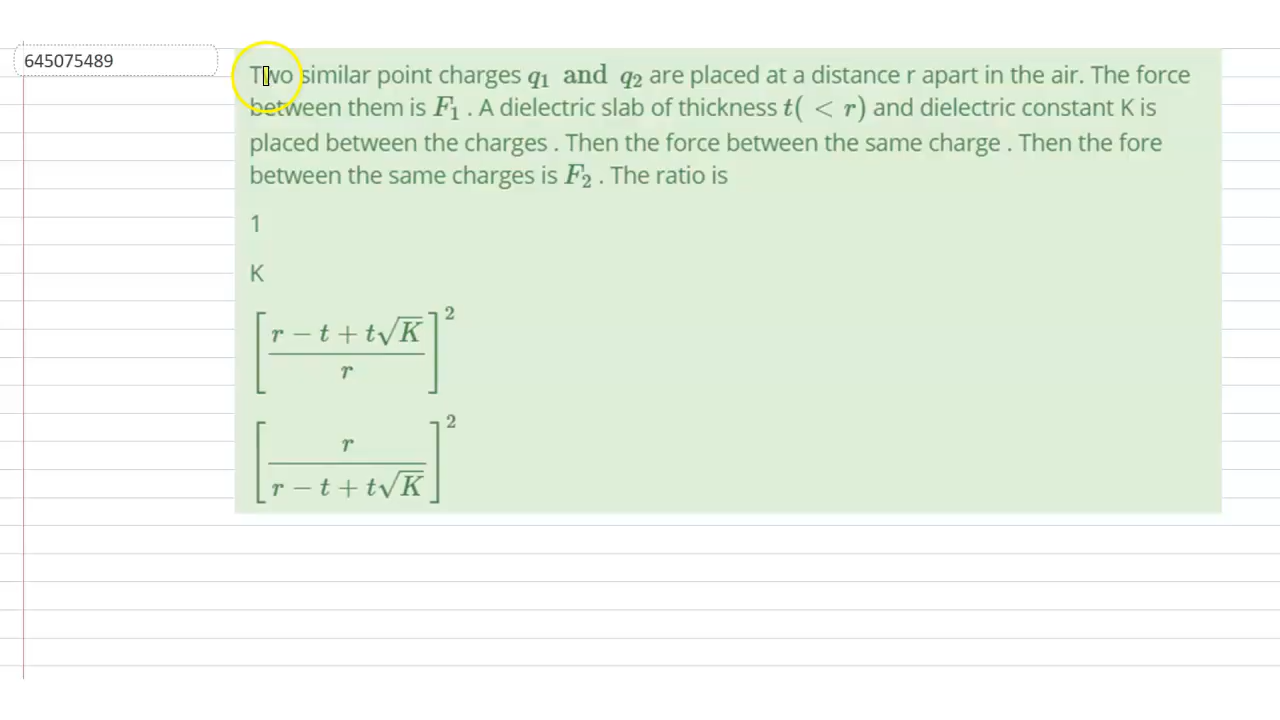 645075489
Two similar point charges q₁ and q₂ are placed at a distance r apart in the air. The force
between them is F₁ . A dielectric slab of thickness t( < r) and dielectric constant K is
placed between the charges . Then the force between the same charge . Then the fore
between the same charges is F₂ . The ratio is
1
K
[(r − t + t√K)/r]²
[r/(r − t + t√K)]²